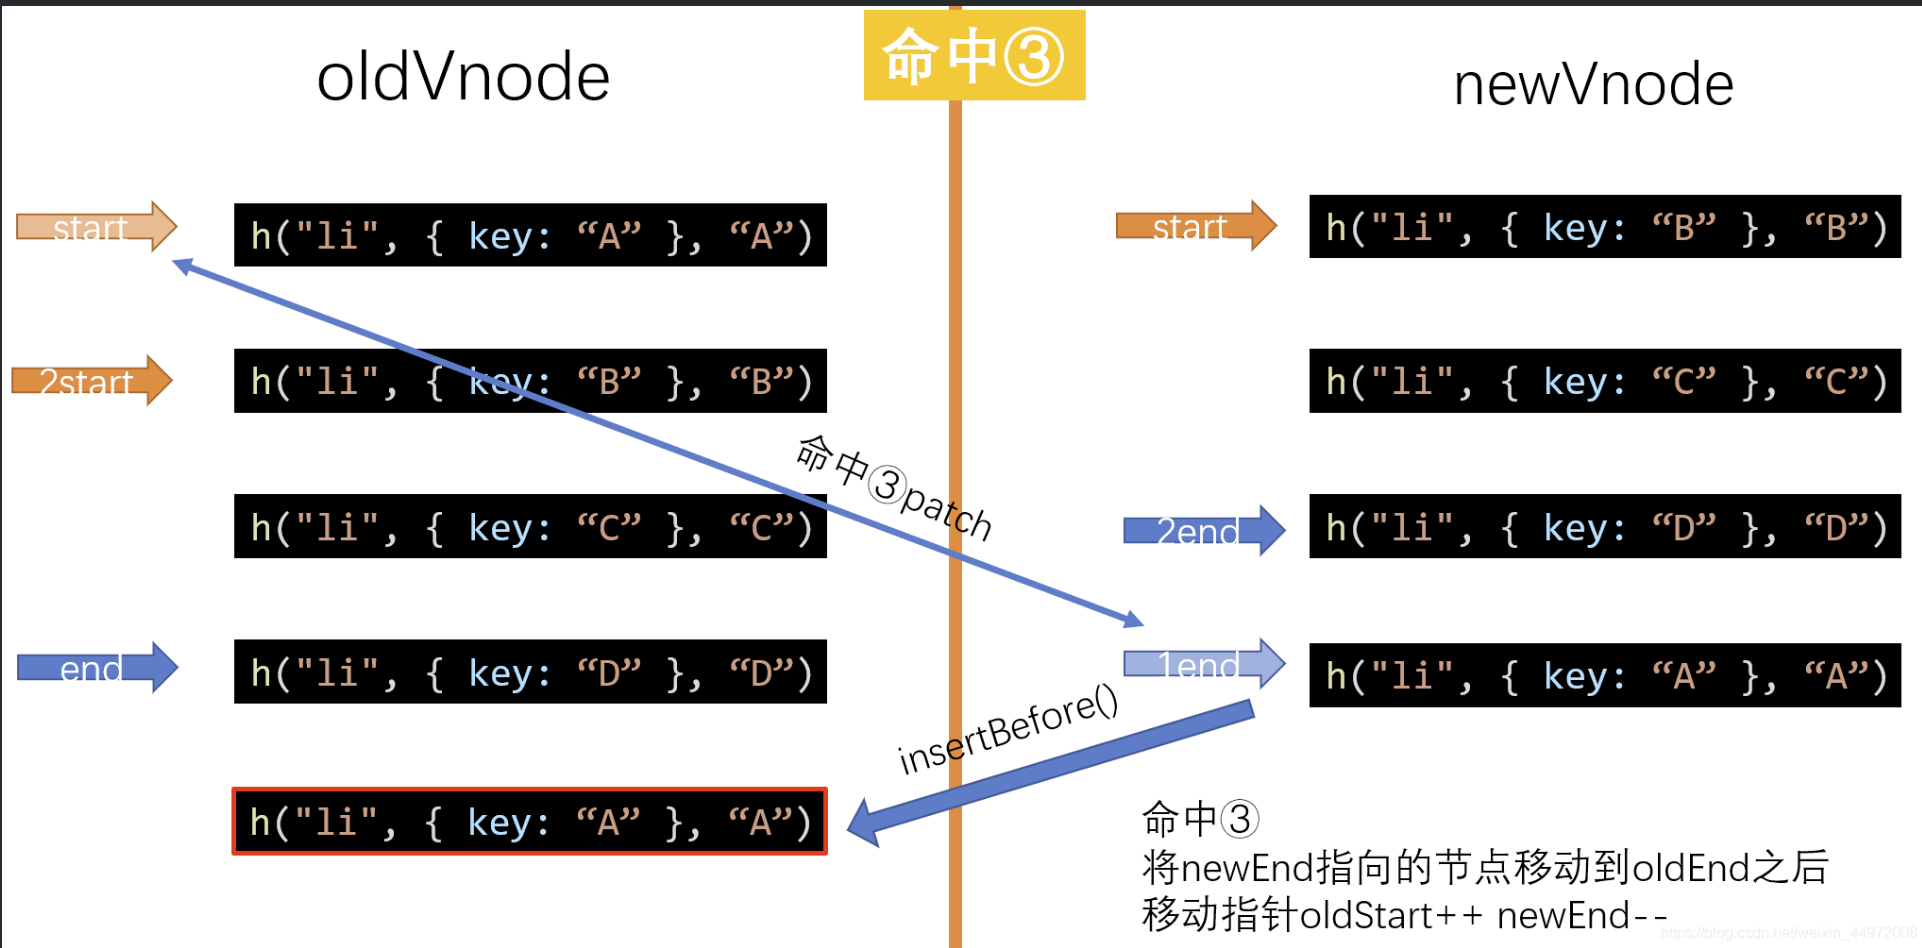 命中③
oldVnode
newVnode
start
h("li", { key: “A” }, “A”)
start
h("li", { key: “B” }, “B”)
2start
h("li", { key: “B” }, “B”)
h("li", { key: “C” }, “C”)
命中③patch
h("li", { key: “C” }, “C”)
2end
h("li", { key: “D” }, “D”)
end
h("li", { key: “D” }, “D”)
1end
h("li", { key: “A” }, “A”)
insertBefore()
h("li", { key: “A” }, “A”)
命中③
将newEnd指向的节点移动到oldEnd之后
移动指针oldStart++ newEnd--
https://blog.csdn.net/weixin_44972008